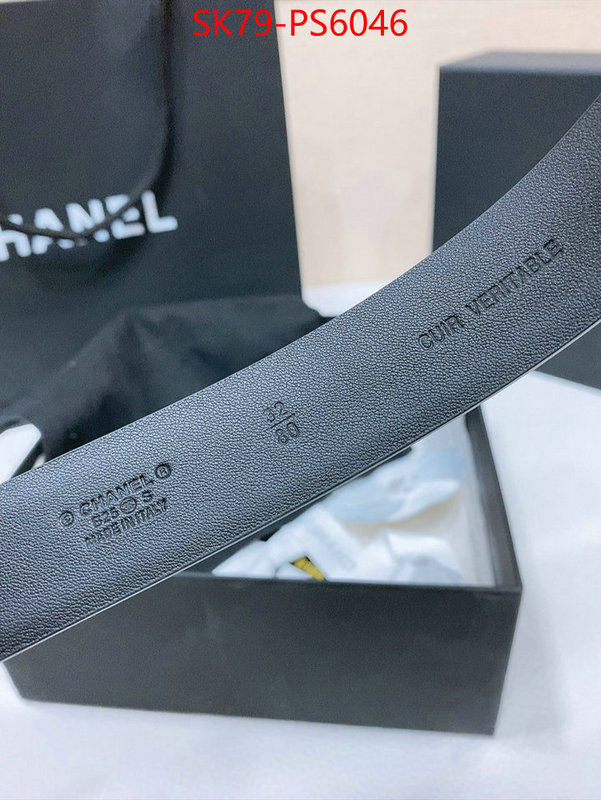 SK79-PS6046
CHANEL
CUIR VERITABLE
32
80
© CHANEL ®
MADE IN ITALY